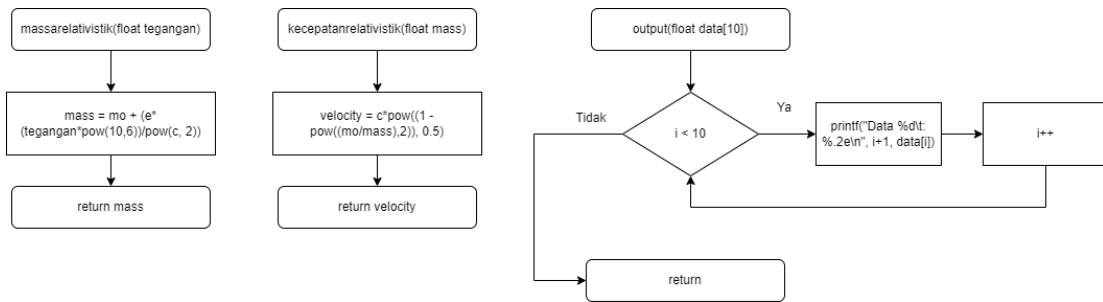 massarelativistik(float tegangan)
mass = mo + (e*
(tegangan*pow(10,6))/pow(c, 2))
return mass
kecepatanrelativistik(float mass)
velocity = c*pow((1 -
pow((mo/mass),2)), 0.5)
return velocity
output(float data[10])
i < 10
Tidak
Ya
printf("Data %d\t:
%.2e\n", i+1, data[i])
i++
return